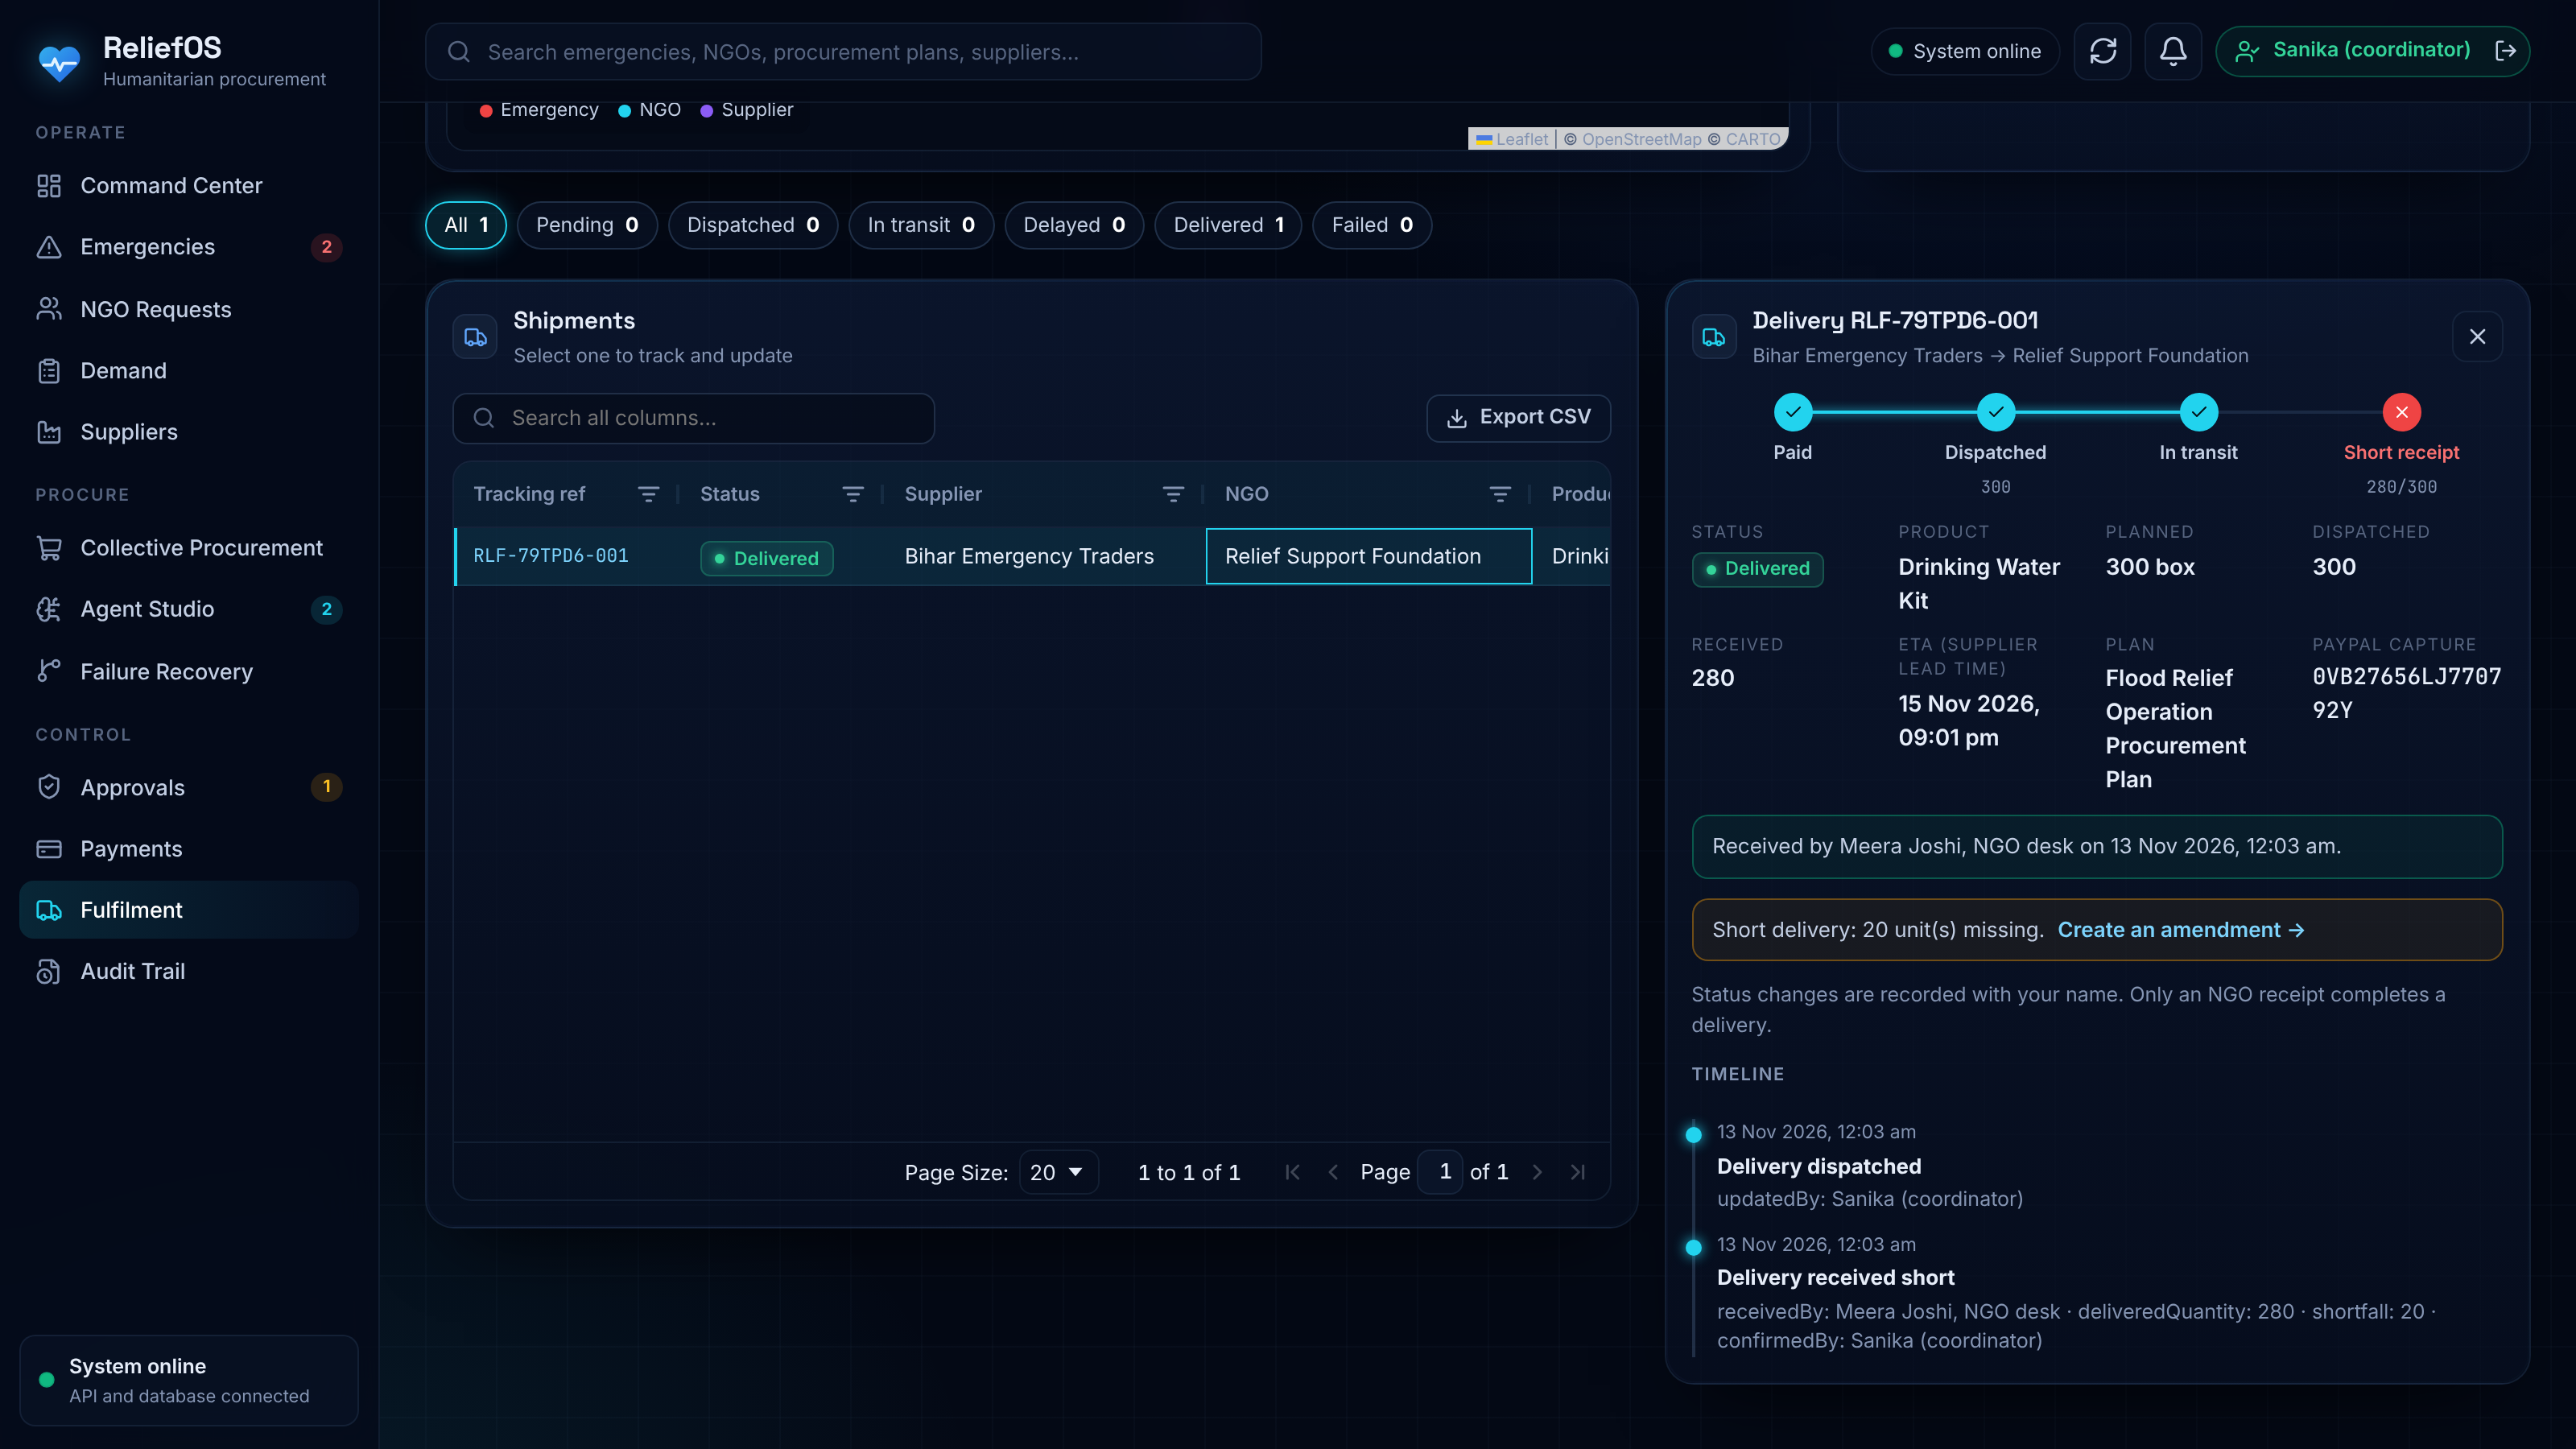 ReliefOS
Humanitarian procurement
OPERATE
Command Center
Emergencies 2
NGO Requests
Demand
Suppliers
PROCURE
Collective Procurement
Agent Studio 2
Failure Recovery
CONTROL
Approvals 1
Payments
Fulfilment
Audit Trail
System online
API and database connected
Search emergencies, NGOs, procurement plans, suppliers...
System online
Sanika (coordinator)
Emergency NGO Supplier
Leaflet | © OpenStreetMap © CARTO
All 1 Pending 0 Dispatched 0 In transit 0 Delayed 0 Delivered 1 Failed 0
Shipments
Select one to track and update
Search all columns...
Export CSV
Tracking ref Status Supplier NGO Produc
RLF-79TPD6-001 Delivered Bihar Emergency Traders Relief Support Foundation Drinki
Page Size: 20 1 to 1 of 1 Page 1 of 1
Delivery RLF-79TPD6-001
Bihar Emergency Traders → Relief Support Foundation
Paid Dispatched In transit Short receipt
300 280/300
STATUS PRODUCT PLANNED DISPATCHED
Delivered Drinking Water 300 box 300
Kit
RECEIVED ETA (SUPPLIER PLAN PAYPAL CAPTURE
LEAD TIME)
280 Flood Relief 0VB27656LJ7707
15 Nov 2026, Operation 92Y
09:01 pm Procurement
Plan
Received by Meera Joshi, NGO desk on 13 Nov 2026, 12:03 am.
Short delivery: 20 unit(s) missing. Create an amendment →
Status changes are recorded with your name. Only an NGO receipt completes a
delivery.
TIMELINE
13 Nov 2026, 12:03 am
Delivery dispatched
updatedBy: Sanika (coordinator)
13 Nov 2026, 12:03 am
Delivery received short
receivedBy: Meera Joshi, NGO desk · deliveredQuantity: 280 · shortfall: 20 ·
confirmedBy: Sanika (coordinator)